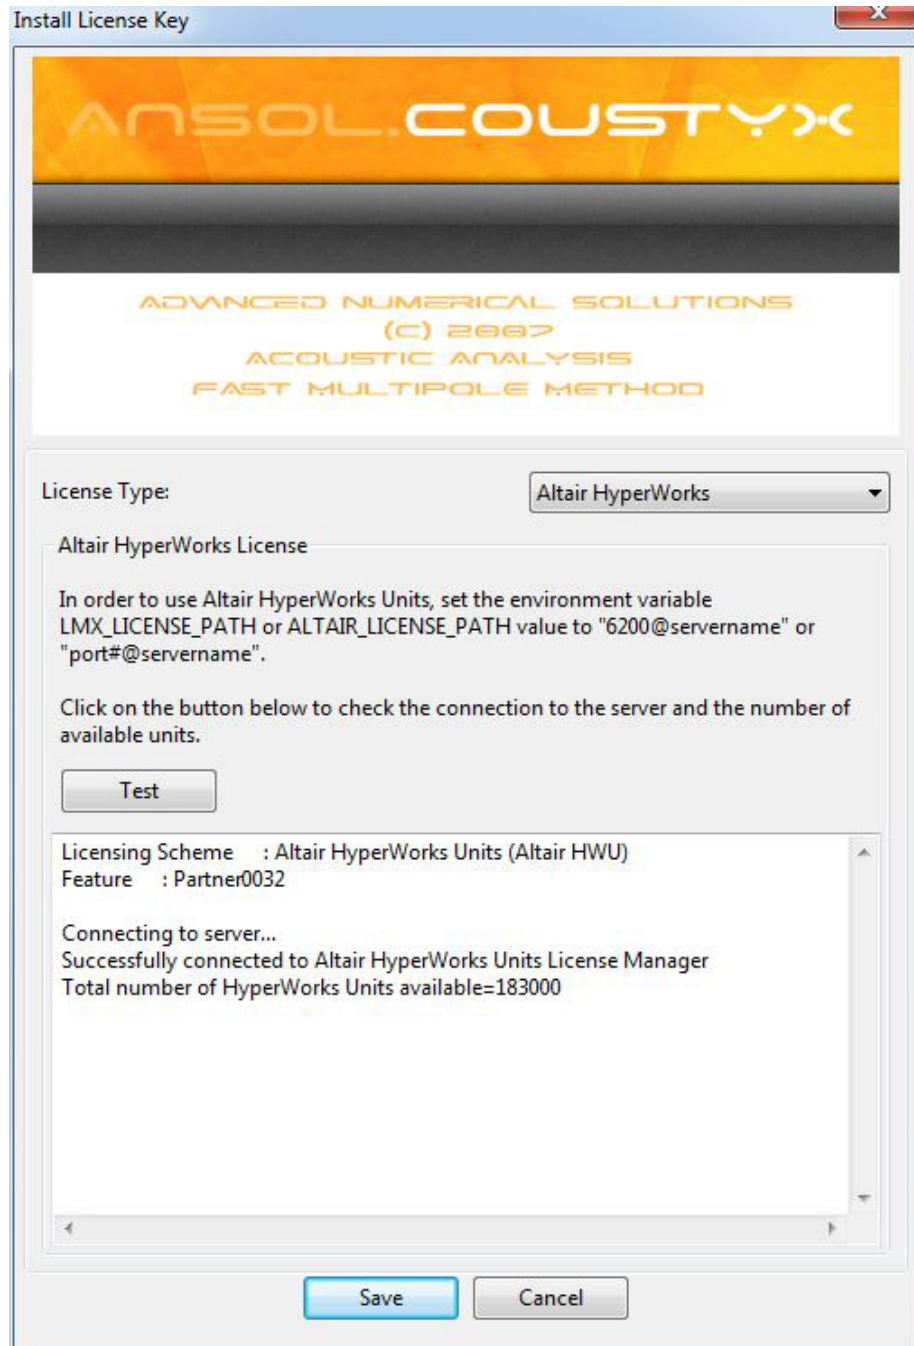 Install License Key
ANSOL.COUSTYX
ADVANCED NUMERICAL SOLUTIONS
(C) 2007
ACOUSTIC ANALYSIS
FAST MULTIPOLE METHOD
License Type:
Altair HyperWorks
Altair HyperWorks License
In order to use Altair HyperWorks Units, set the environment variable
LMX_LICENSE_PATH or ALTAIR_LICENSE_PATH value to "6200@servername" or
"port#@servername".
Click on the button below to check the connection to the server and the number of
available units.
Test
Licensing Scheme : Altair HyperWorks Units (Altair HWU)
Feature : Partner0032
Connecting to server...
Successfully connected to Altair HyperWorks Units License Manager
Total number of HyperWorks Units available=183000
Save
Cancel